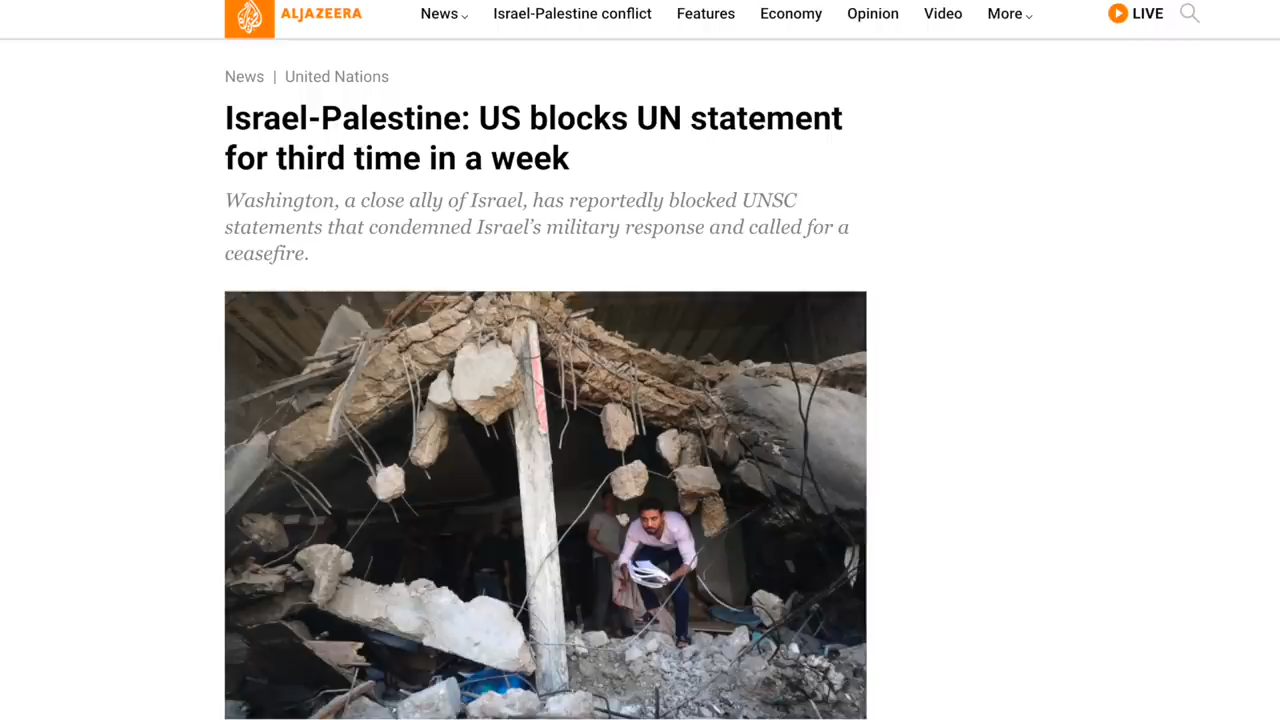 ALJAZEERA
News
Israel-Palestine conflict
Features
Economy
Opinion
Video
More
LIVE
News | United Nations
Israel-Palestine: US blocks UN statement
for third time in a week
Washington, a close ally of Israel, has reportedly blocked UNSC
statements that condemned Israel’s military response and called for a
ceasefire.